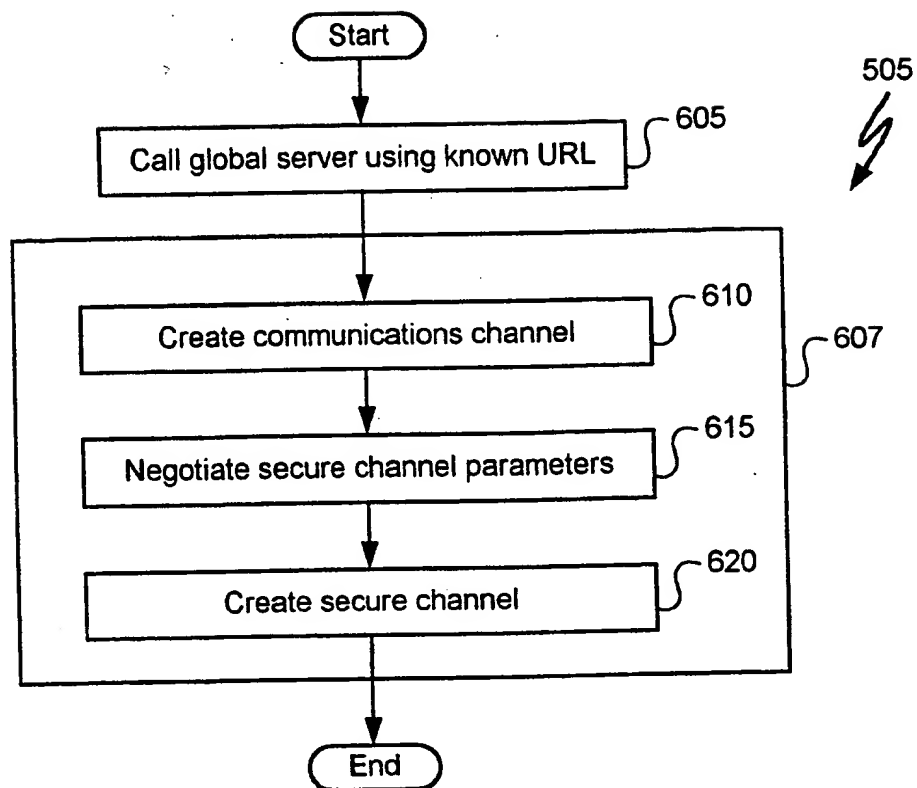 Start
505
Call global server using known URL
605
Create communications channel
610
607
Negotiate secure channel parameters
615
Create secure channel
620
End